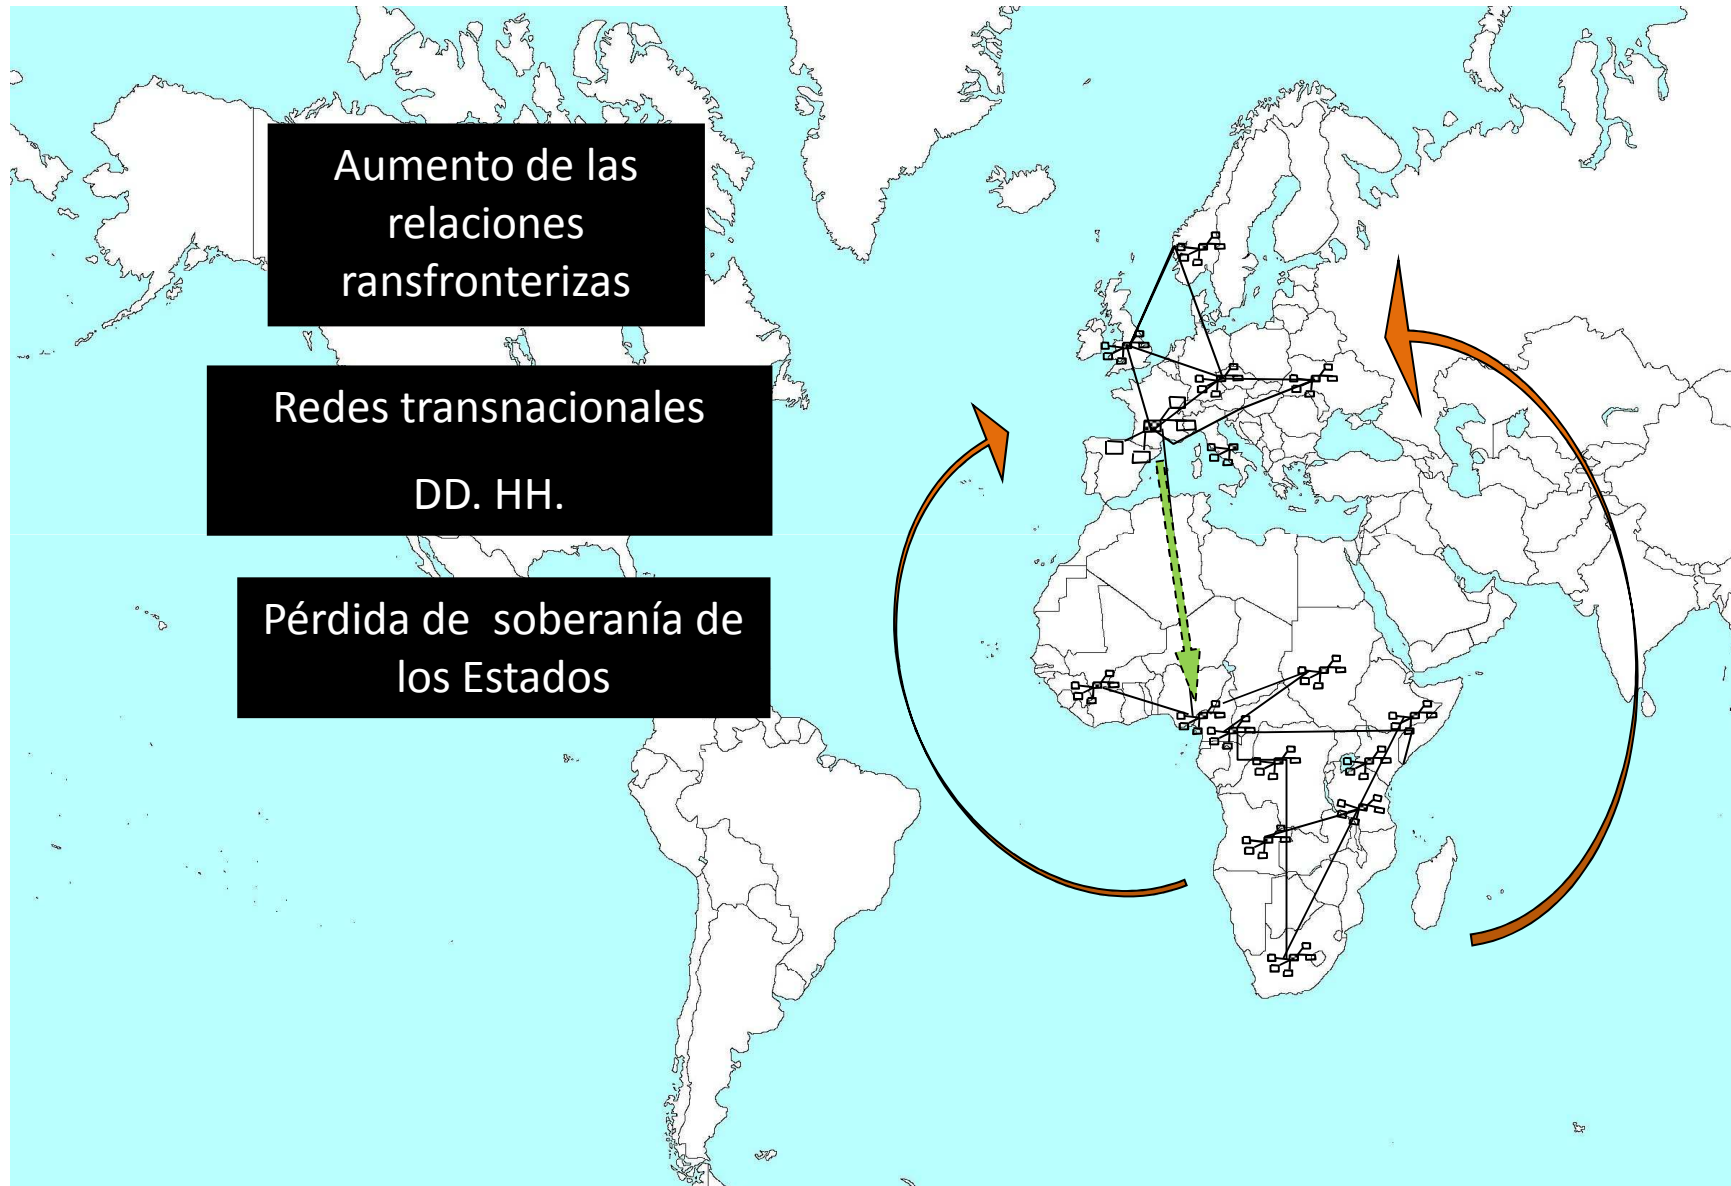 Aumento de las
relaciones
ransfronterizas
Redes transnacionales
DD. HH.
Pérdida de  soberanía de
los Estados